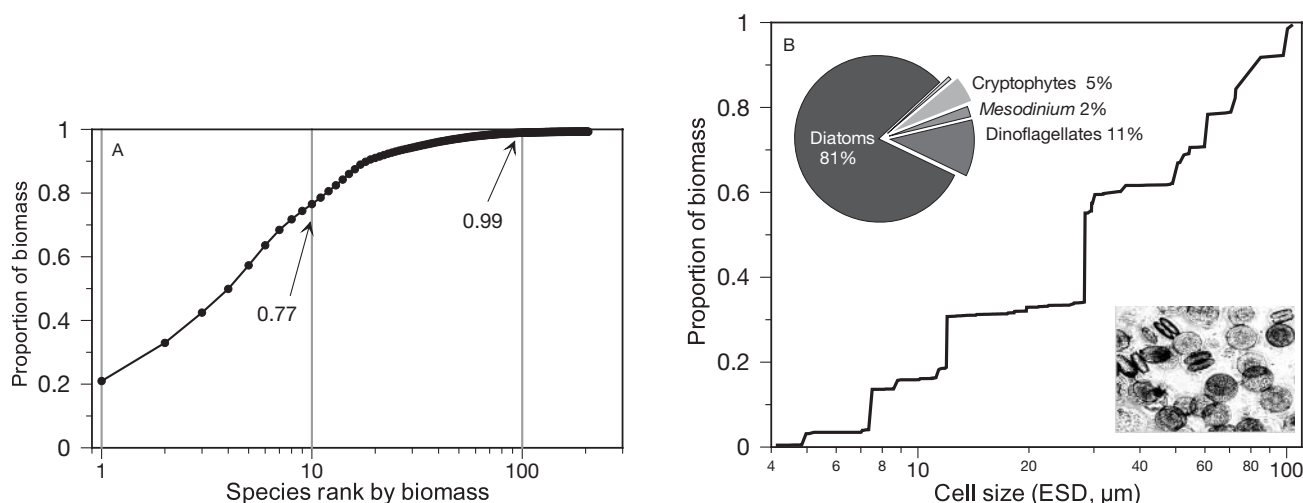 A
1
0.8
0.6
0.4
0.2
0
Proportion of biomass
0.77
0.99
1
10
100
Species rank by biomass
B
1
0.8
0.6
0.4
0.2
0
Proportion of biomass
Cryptophytes 5%
Mesodinium 2%
Dinoflagellates 11%
Diatoms
81%
4
6
8
10
20
40
60
80
100
Cell size (ESD, µm)